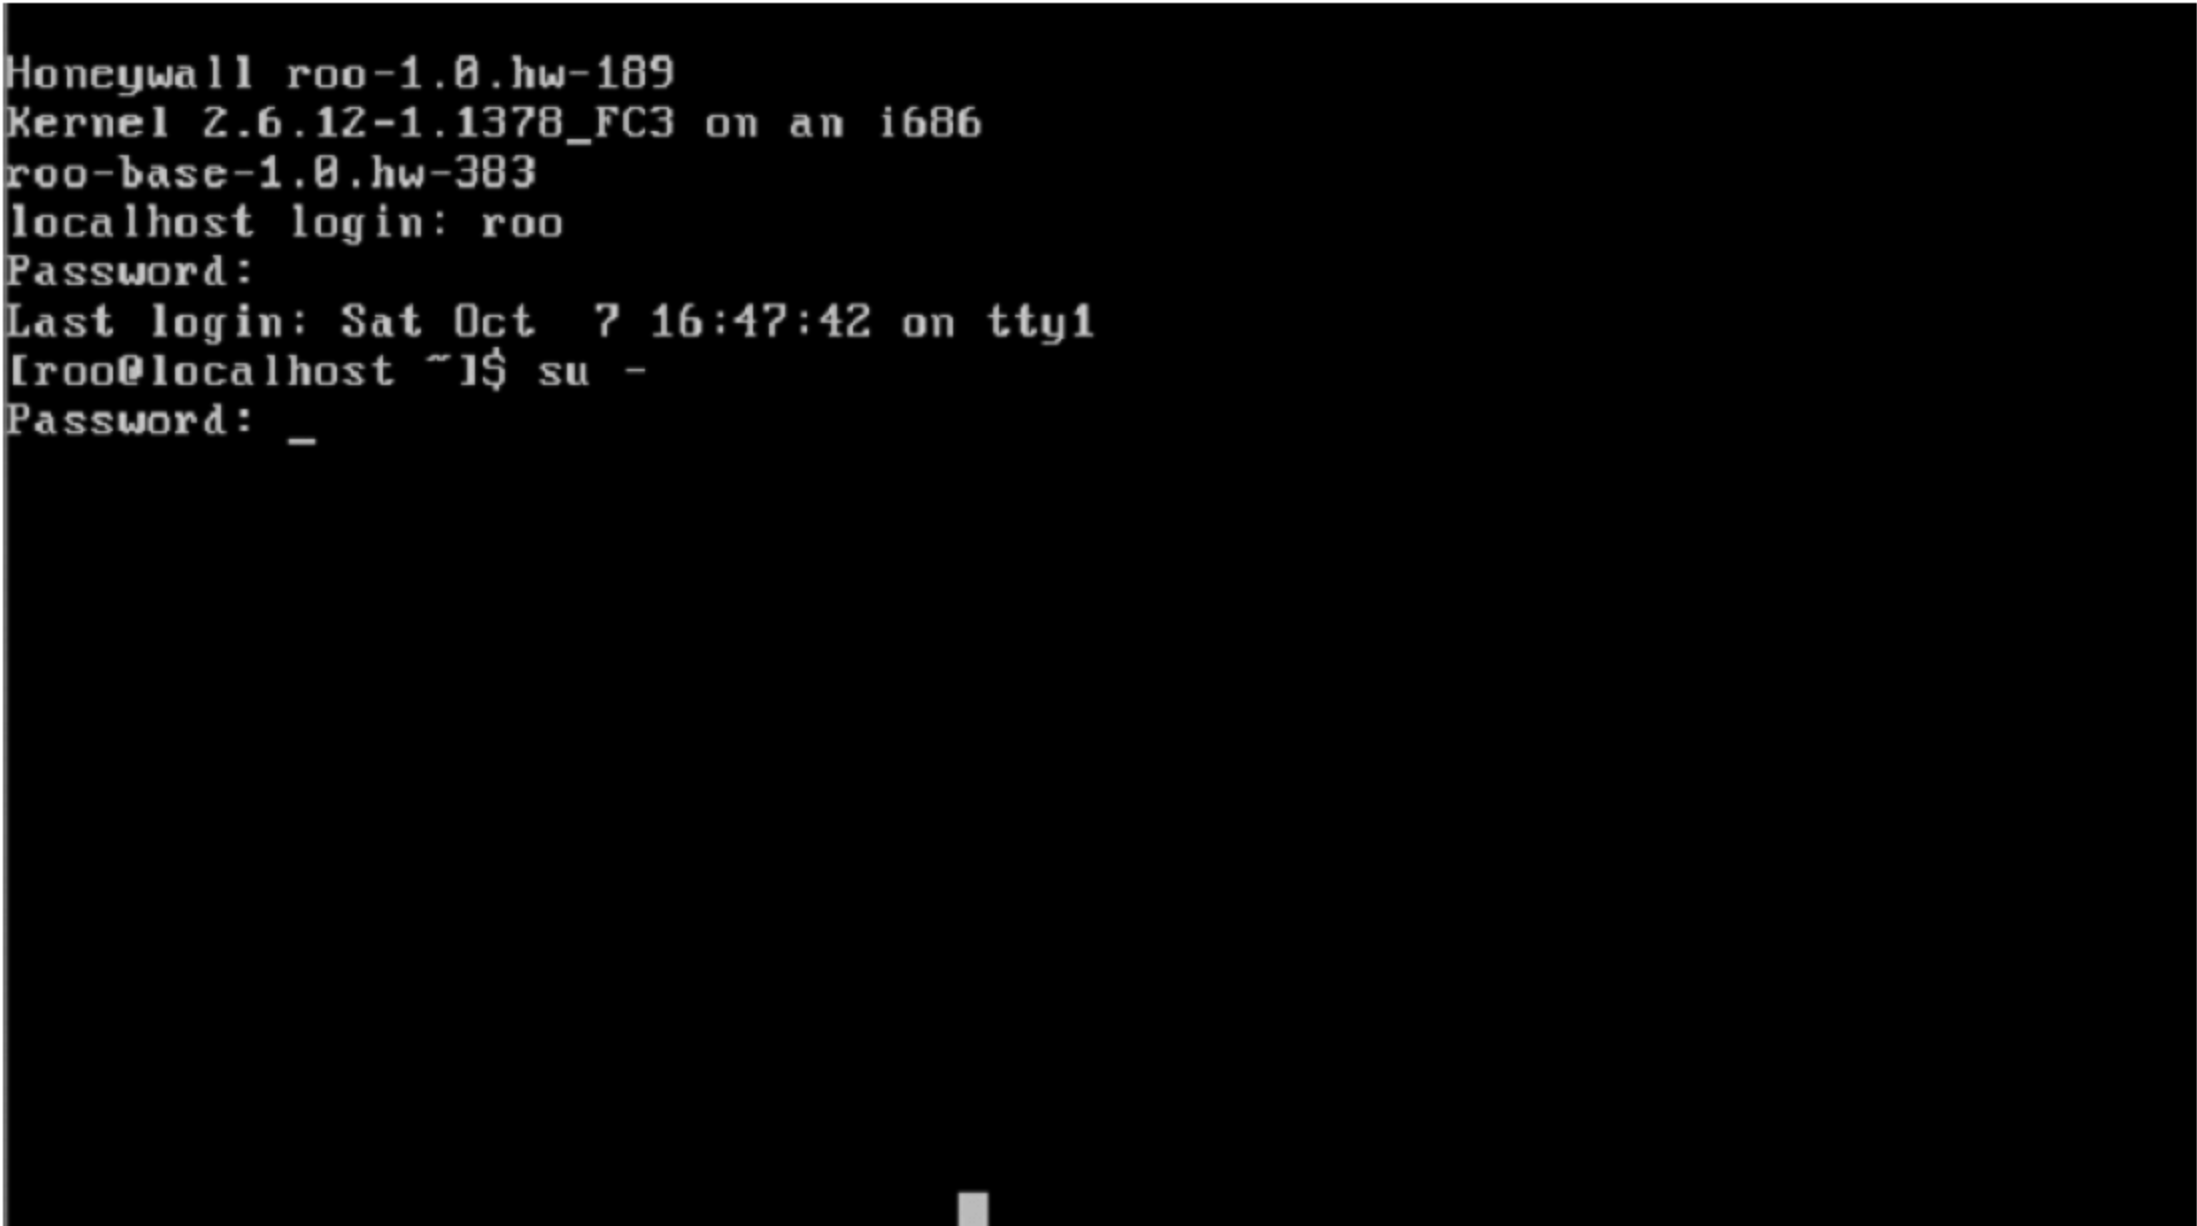 Honeywall roo-1.0.hw-189
Kernel 2.6.12-1.1378_FC3 on an i686
roo-base-1.0.hw-383
localhost login: roo
Password:
Last login: Sat Oct  7 16:47:42 on tty1
[roo@localhost ~]$ su -
Password: _